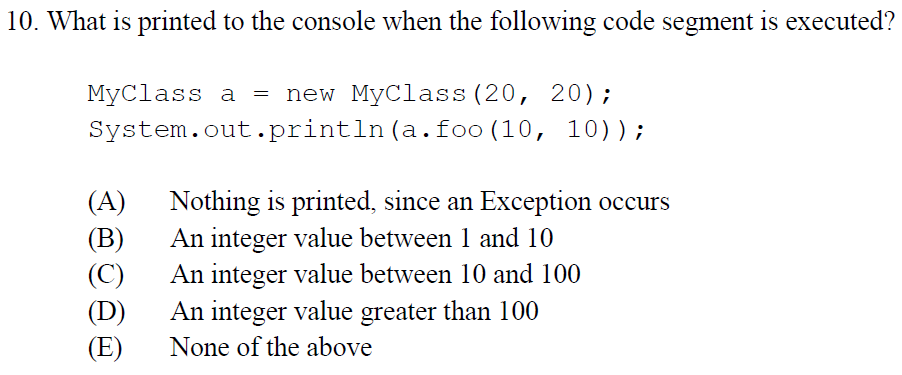 10. What is printed to the console when the following code segment is executed?
MyClass a = new MyClass(20, 20);
System.out.println(a.foo(10, 10));
(A) Nothing is printed, since an Exception occurs
(B) An integer value between 1 and 10
(C) An integer value between 10 and 100
(D) An integer value greater than 100
(E) None of the above